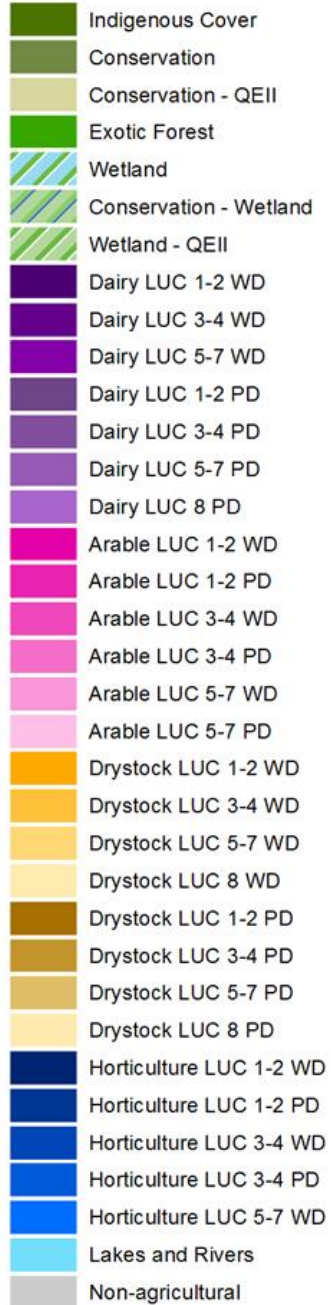 Indigenous Cover
Conservation
Conservation - QEII
Exotic Forest
Wetland
Conservation - Wetland
Wetland - QEII
Dairy LUC 1-2 WD
Dairy LUC 3-4 WD
Dairy LUC 5-7 WD
Dairy LUC 1-2 PD
Dairy LUC 3-4 PD
Dairy LUC 5-7 PD
Dairy LUC 8 PD
Arable LUC 1-2 WD
Arable LUC 1-2 PD
Arable LUC 3-4 WD
Arable LUC 3-4 PD
Arable LUC 5-7 WD
Arable LUC 5-7 PD
Drystock LUC 1-2 WD
Drystock LUC 3-4 WD
Drystock LUC 5-7 WD
Drystock LUC 8 WD
Drystock LUC 1-2 PD
Drystock LUC 3-4 PD
Drystock LUC 5-7 PD
Drystock LUC 8 PD
Horticulture LUC 1-2 WD
Horticulture LUC 1-2 PD
Horticulture LUC 3-4 WD
Horticulture LUC 3-4 PD
Horticulture LUC 5-7 WD
Lakes and Rivers
Non-agricultural